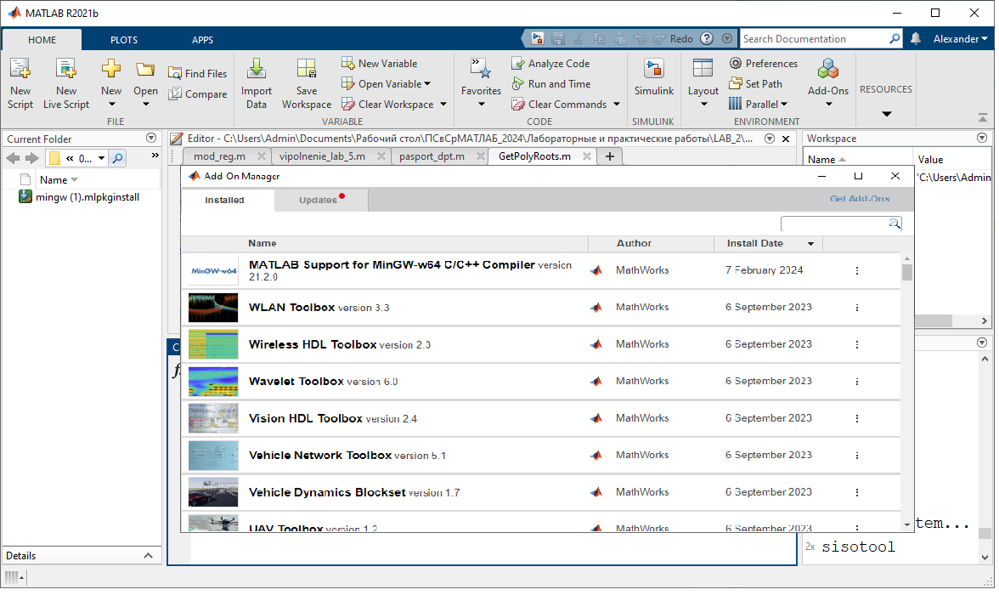 MATLAB R2021b
HOME PLOTS APPS
Redo Search Documentation Alexander
New Script
New Live Script
New
Open
Find Files
Compare
FILE
Import Data
Save Workspace
New Variable
Open Variable
Clear Workspace
VARIABLE
Favorites
Analyze Code
Run and Time
Clear Commands
CODE
Simulink
SIMULINK
Layout
Preferences
Set Path
Parallel
Add-Ons
ENVIRONMENT
RESOURCES
Current Folder
« 0... »
Name
mingw (1).mlpkginstall
Details
Editor - C:\Users\Admin\Documents\Рабочий стол\ПСвСрМАТЛАБ_2024\Лабораторные и практические работы\LAB_2\...
mod_reg.m vipolnenie_lab_5.m pasport_dpt.m GetPolyRoots.m
Workspace
Name Value
'C:\Users\Admin
Add-On Manager
Installed Updates Get Add-Ons
Name Author Install Date
MinGW-w64 MATLAB Support for MinGW-w64 C/C++ Compiler version 21.2.0 MathWorks 7 February 2024
WLAN Toolbox version 3.3 MathWorks 6 September 2023
Wireless HDL Toolbox version 2.3 MathWorks 6 September 2023
Wavelet Toolbox version 6.0 MathWorks 6 September 2023
Vision HDL Toolbox version 2.4 MathWorks 6 September 2023
Vehicle Network Toolbox version 5.1 MathWorks 6 September 2023
Vehicle Dynamics Blockset version 1.7 MathWorks 6 September 2023
UAV Toolbox version 1.2 MathWorks 6 September 2023
tem...
2x sisotool